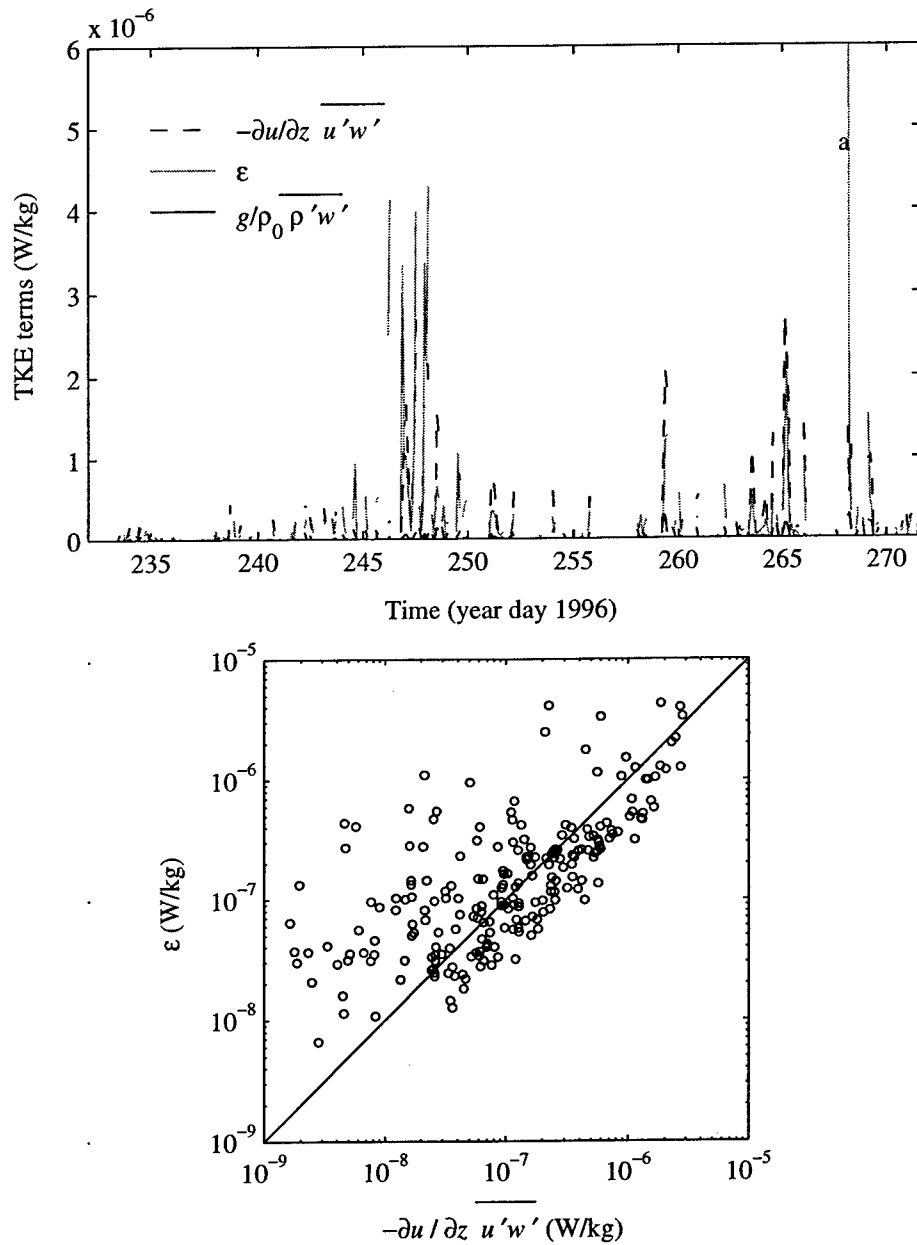 x 10⁻⁶
6
5
4
3
2
1
0
TKE terms (W/kg)
−∂u/∂z u′w′
ε
g/ρ₀ ρ′w′
a
235 240 245 250 255 260 265 270
Time (year day 1996)
10⁻⁵
10⁻⁶
10⁻⁷
10⁻⁸
10⁻⁹
ε (W/kg)
10⁻⁹ 10⁻⁸ 10⁻⁷ 10⁻⁶ 10⁻⁵
−∂u / ∂z u′w′ (W/kg)